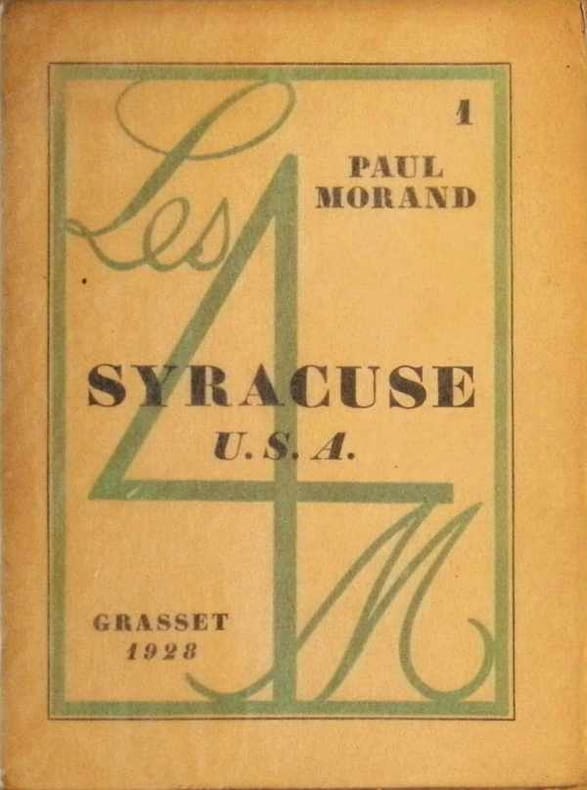 1
PAUL
MORAND
Les
4
M
SYRACUSE
U.S.A.
GRASSET
1928